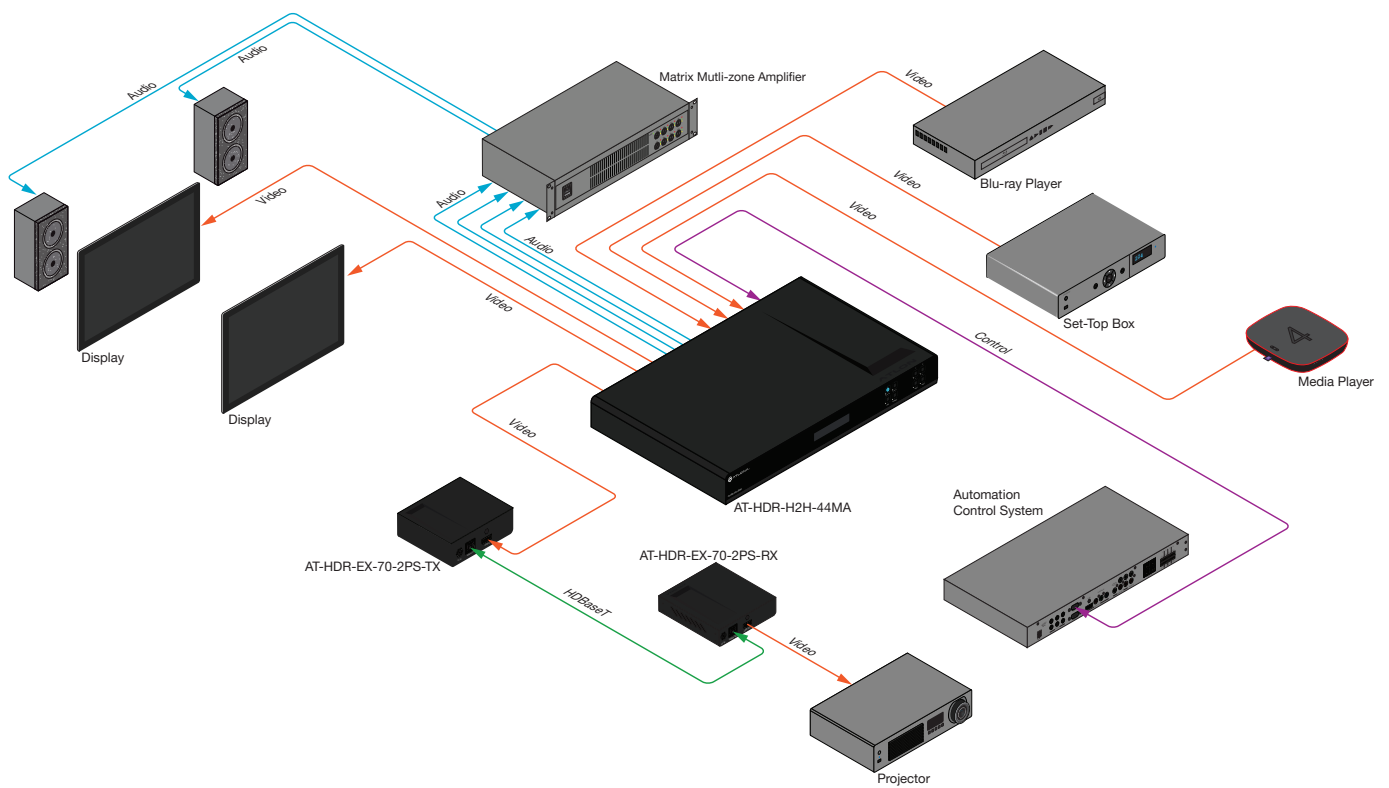 Audio
Audio
Matrix Mutli-zone Amplifier
Video
Blu-ray Player
Video
Audio
Video
Video
Audio
Set-Top Box
Display
Video
Control
4
Media Player
Display
Video
AT-HDR-H2H-44MA
Automation
Control System
AT-HDR-EX-70-2PS-TX
AT-HDR-EX-70-2PS-RX
HDBaseT
Video
Projector